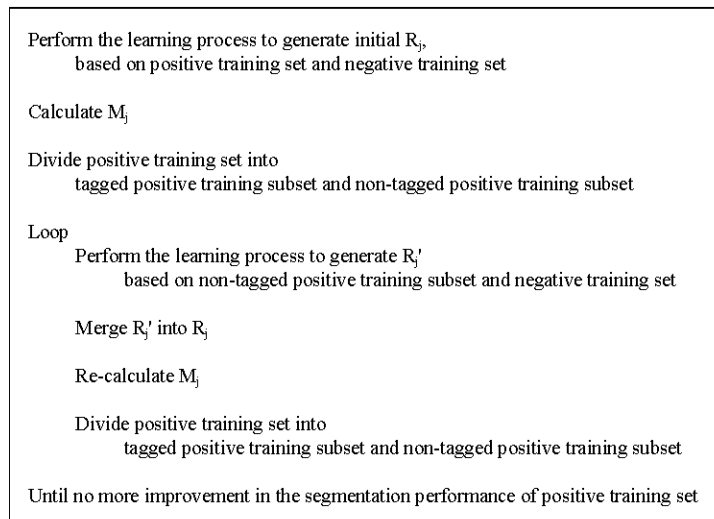 Perform the learning process to generate initial Rj,
based on positive training set and negative training set
Calculate Mj
Divide positive training set into
tagged positive training subset and non-tagged positive training subset
Loop
Perform the learning process to generate Rj'
based on non-tagged positive training subset and negative training set
Merge Rj' into Rj
Re-calculate Mj
Divide positive training set into
tagged positive training subset and non-tagged positive training subset
Until no more improvement in the segmentation performance of positive training set